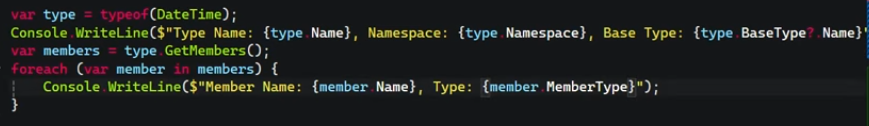 var type = typeof(DateTime);
Console.WriteLine($"Type Name: {type.Name}, Namespace: {type.Namespace}, Base Type: {type.BaseType?.Name}"
var members = type.GetMembers();
foreach (var member in members) {
    Console.WriteLine($"Member Name: {member.Name}, Type: {member.MemberType}");
}